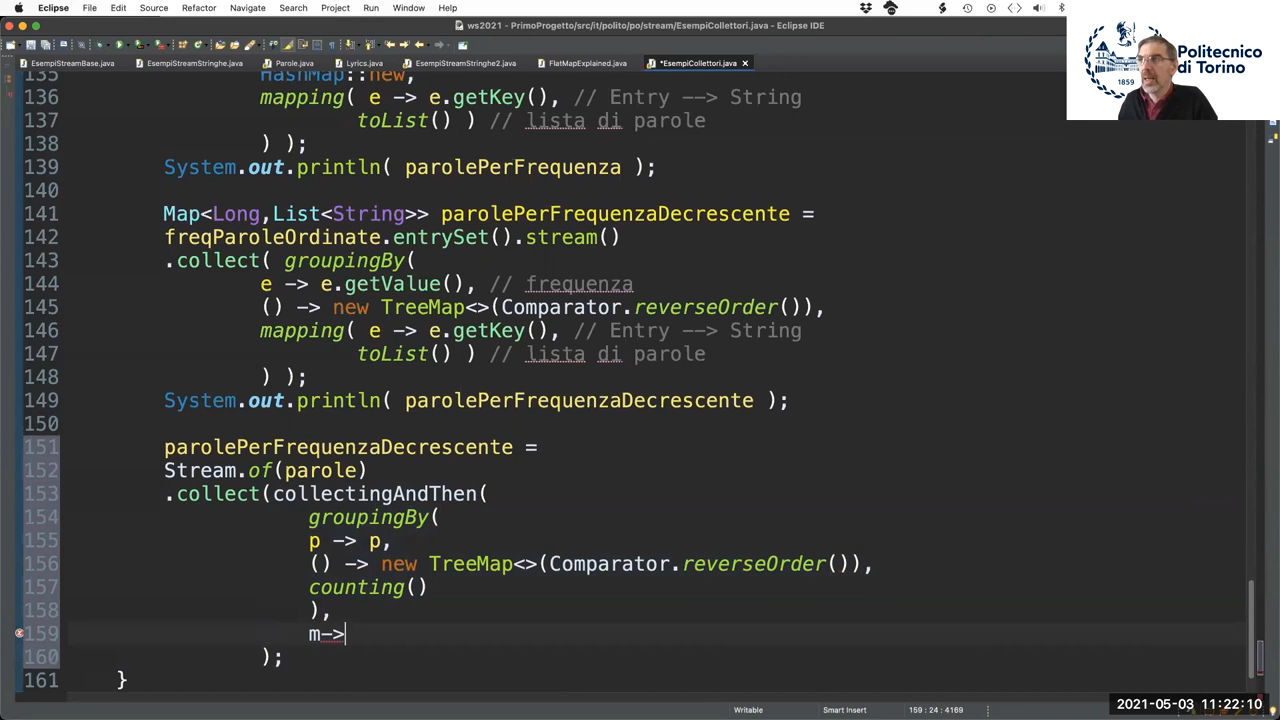 Eclipse File Edit Source Refactor Navigate Search Project Run Window Help
ws2021 - PrimoProgetto/src/it/polito/po/stream/EsempiCollettori.java - Eclipse IDE
EsempiStreamBase.java EsempiStreamStringhe.java Parole.java Lyrics.java EsempiStreamStringhe2.java FlatMapExplained.java *EsempiCollettori.java
Politecnico
di Torino
1859
135 HashMap::new,
136 mapping( e -> e.getKey(), // Entry --> String
137 toList() ) // lista di parole
138 ) );
139 System.out.println( parolePerFrequenza );
140
141 Map<Long,List<String>> parolePerFrequenzaDecrescente =
142 freqParoleOrdinate.entrySet().stream()
143 .collect( groupingBy(
144 e -> e.getValue(), // frequenza
145 () -> new TreeMap<>(Comparator.reverseOrder()),
146 mapping( e -> e.getKey(), // Entry --> String
147 toList() ) // lista di parole
148 ) );
149 System.out.println( parolePerFrequenzaDecrescente );
150
151 parolePerFrequenzaDecrescente =
152 Stream.of(parole)
153 .collect(collectingAndThen(
154 groupingBy(
155 p -> p,
156 () -> new TreeMap<>(Comparator.reverseOrder()),
157 counting()
158 ),
159 m->
160 );
161 }
Writable Smart Insert 159 : 24 : 4169
2021-05-03 11:22:10